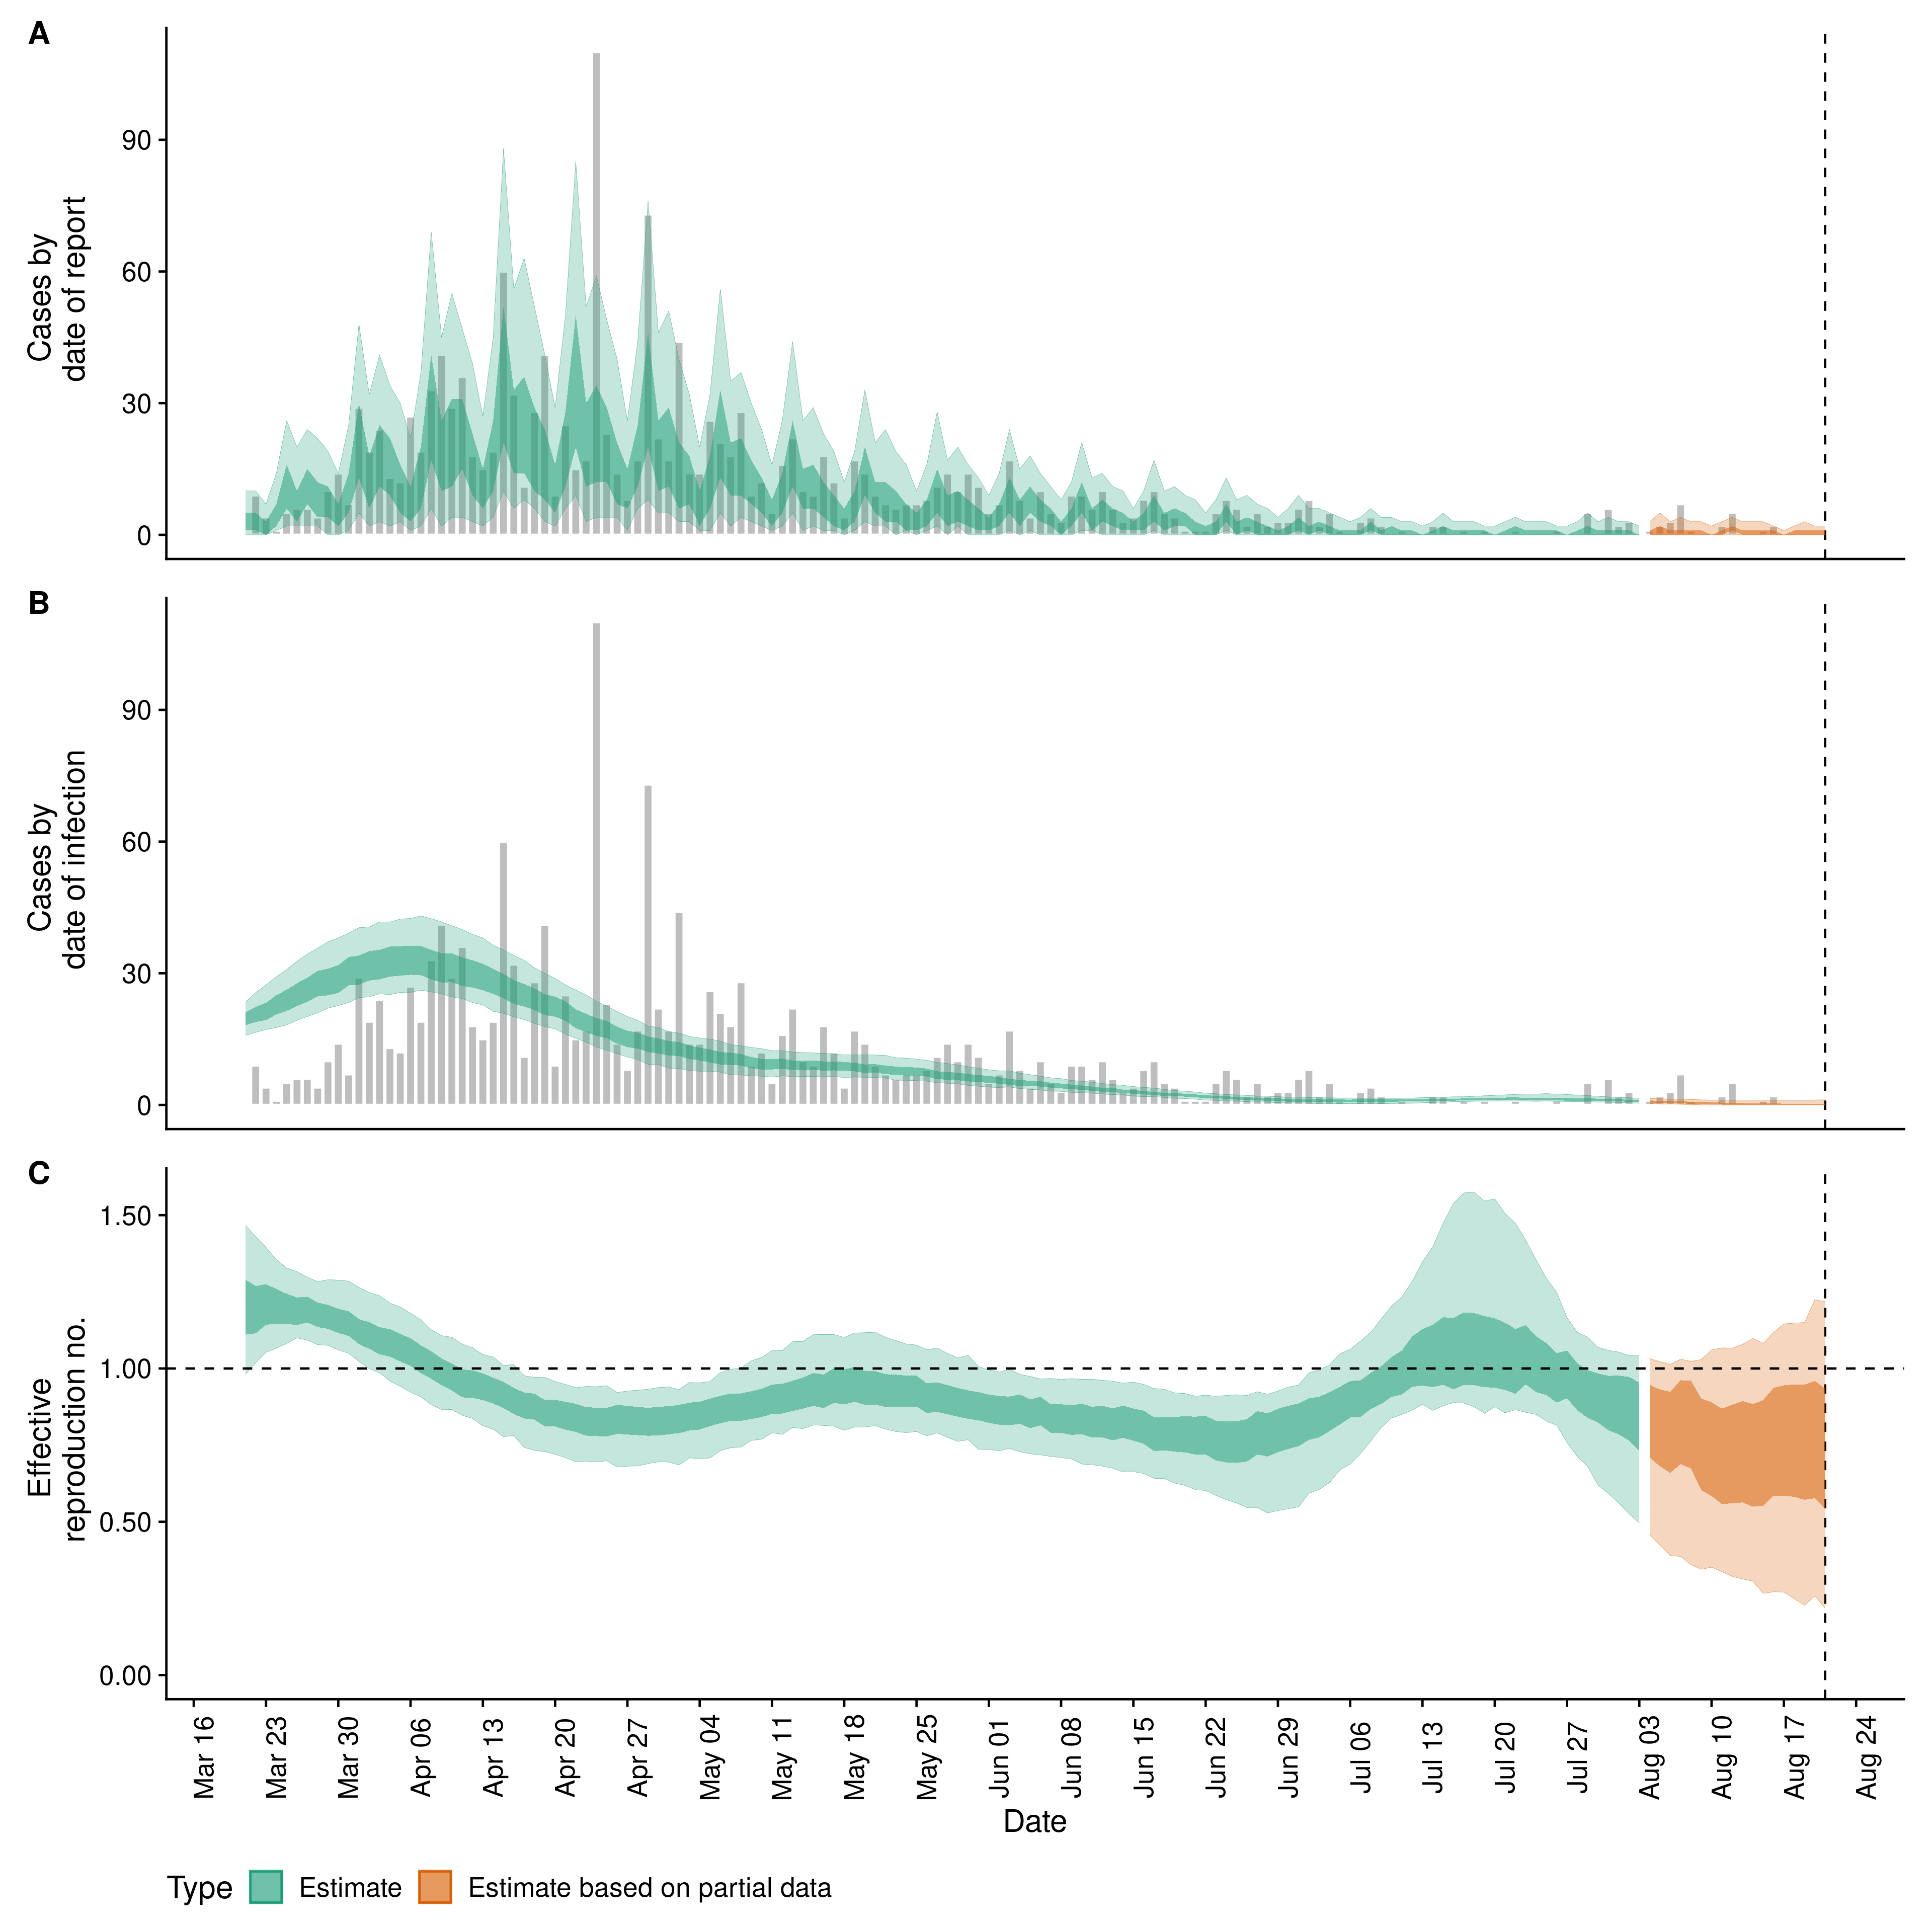 A
90
60
30
0
Cases by
date of report
B
90
60
30
0
Cases by
date of infection
C
1.50
1.00
0.50
0.00
Effective
reproduction no.
Mar 16
Mar 23
Mar 30
Apr 06
Apr 13
Apr 20
Apr 27
May 04
May 11
May 18
May 25
Jun 01
Jun 08
Jun 15
Jun 22
Jun 29
Jul 06
Jul 13
Jul 20
Jul 27
Aug 03
Aug 10
Aug 17
Aug 24
Date
Type Estimate Estimate based on partial data